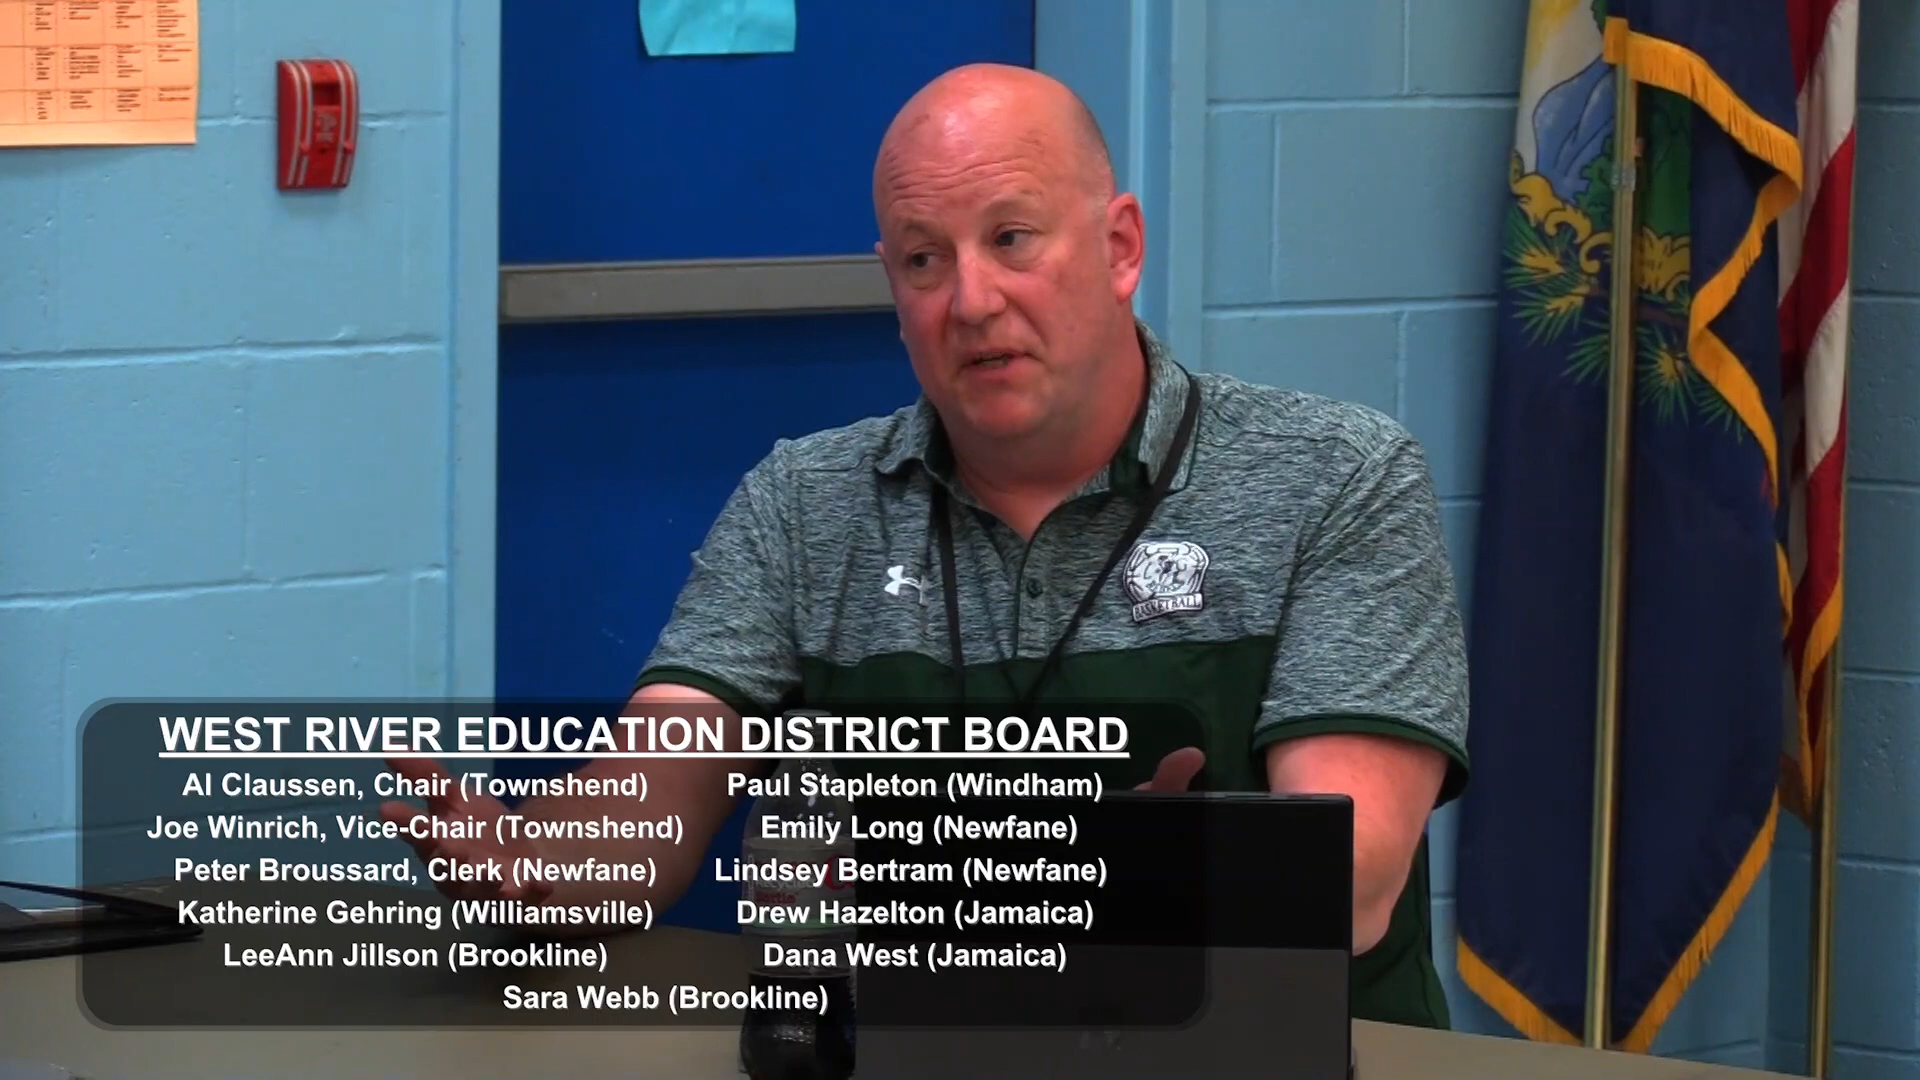 WEST RIVER EDUCATION DISTRICT BOARD
Al Claussen, Chair (Townshend)
Joe Winrich, Vice-Chair (Townshend)
Peter Broussard, Clerk (Newfane)
Katherine Gehring (Williamsville)
LeeAnn Jillson (Brookline)
Paul Stapleton (Windham)
Emily Long (Newfane)
Lindsey Bertram (Newfane)
Drew Hazelton (Jamaica)
Dana West (Jamaica)
Sara Webb (Brookline)
BASKETBALL